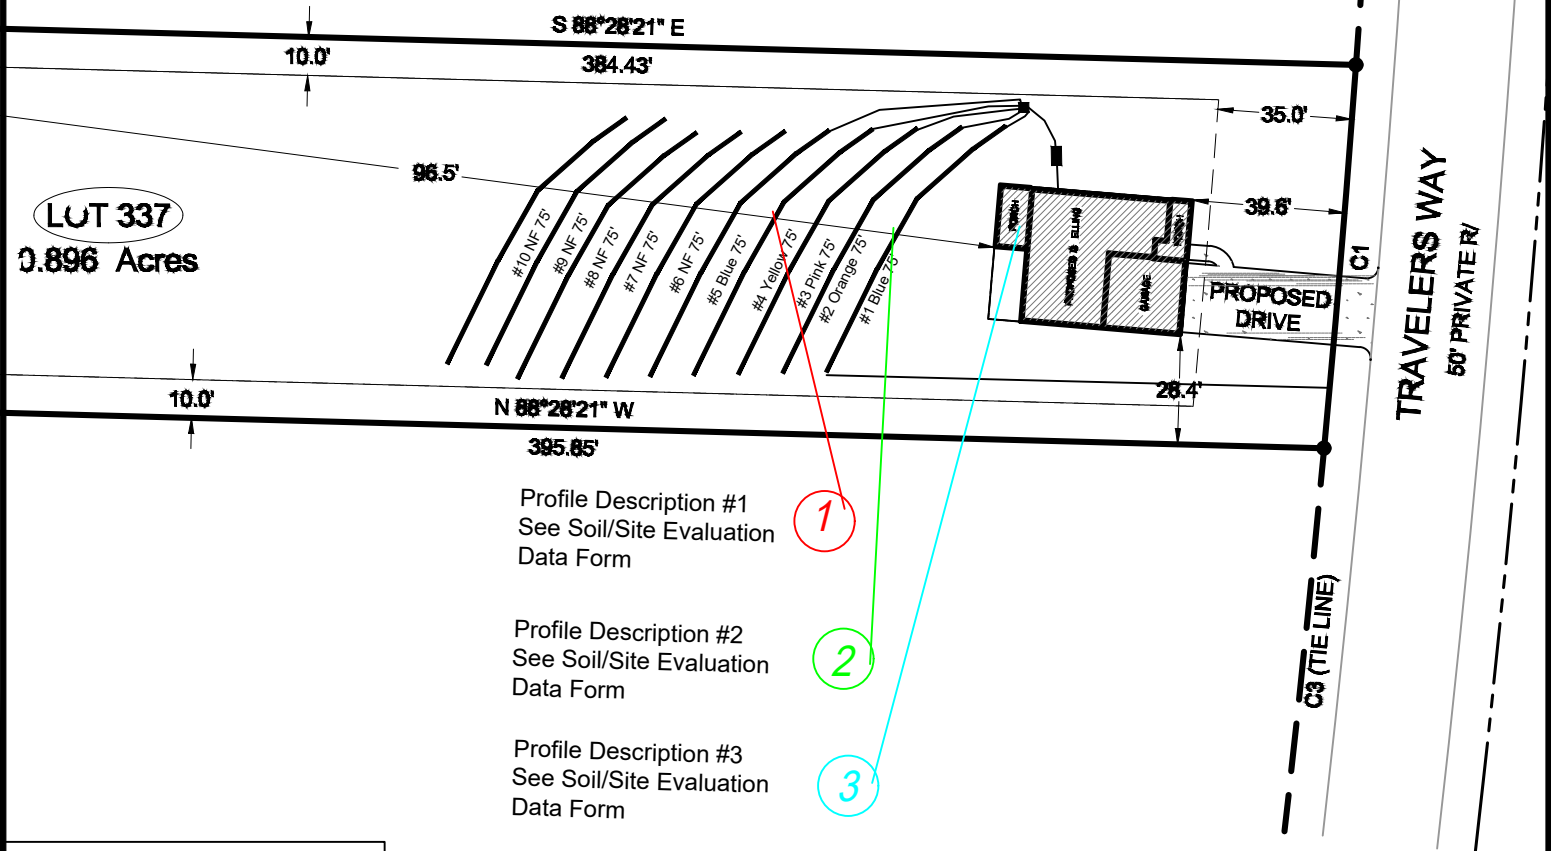 S 88°28'21" E
10.0'
384.43'
35.0'
96.5'
LOT 337
0.896 Acres
39.6'
TRAVELERS WAY
50' PRIVATE R/
C1
#10 NF 75'
#9 NF 75'
#8 NF 75'
#7 NF 75'
#6 NF 75'
#5 Blue 75'
#4 Yellow 75'
#3 Pink 75'
#2 Orange 75'
#1 Blue 75'
PORCH
PORCH
GARAGE
PROPOSED
DRIVE
28.4'
10.0'
N 88°28'21" W
395.85'
Profile Description #1
See Soil/Site Evaluation
Data Form
1
Profile Description #2
See Soil/Site Evaluation
Data Form
2
Profile Description #3
See Soil/Site Evaluation
Data Form
3
C3 (TIE LINE)